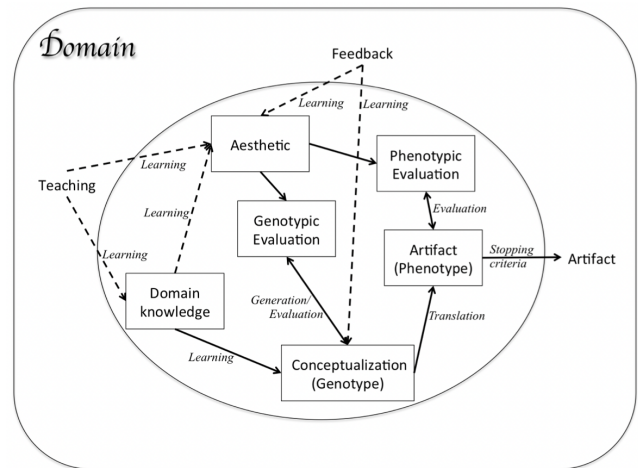 Domain
Feedback
Learning
Learning
Aesthetic
Phenotypic
Evaluation
Learning
Teaching
Learning
Evaluation
Genotypic
Evaluation
Learning
Artifact
(Phenotype)
Stopping
criteria
Artifact
Domain
knowledge
Generation/
Evaluation
Translation
Learning
Conceptualization
(Genotype)